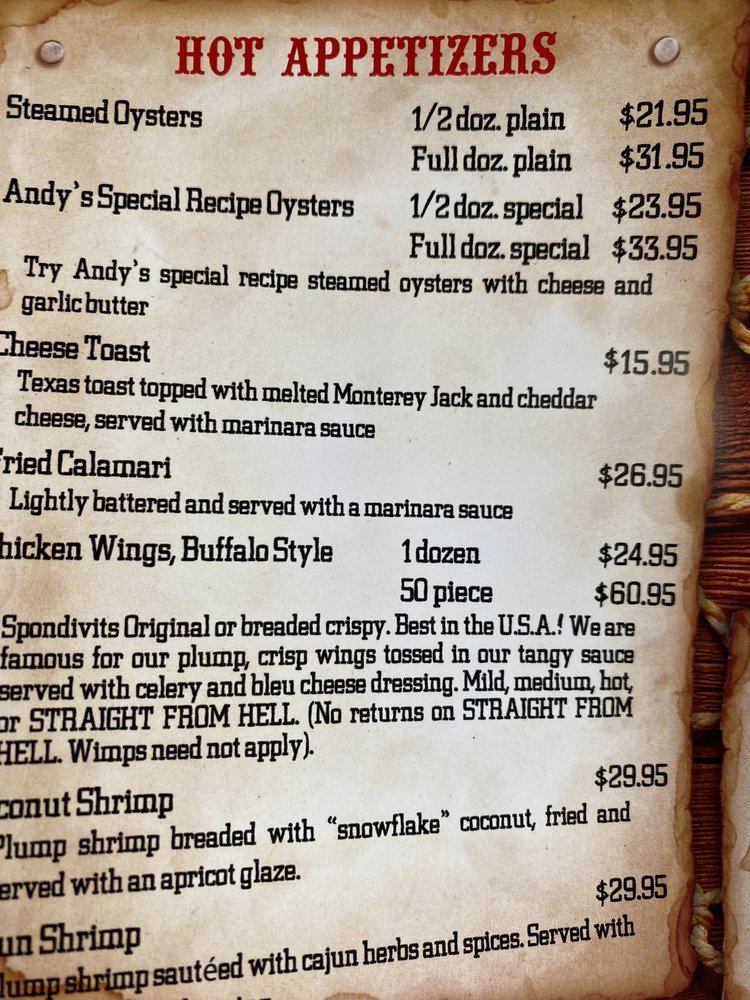 HOT APPETIZERS
Steamed Oysters 1/2 doz. plain $21.95
Full doz. plain $31.95
Andy's Special Recipe Oysters 1/2 doz. special $23.95
Full doz. special $33.95
Try Andy's special recipe steamed oysters with cheese and
garlic butter
Cheese Toast $15.95
Texas toast topped with melted Monterey Jack and cheddar
cheese, served with marinara sauce
Fried Calamari $26.95
Lightly battered and served with a marinara sauce
hicken Wings, Buffalo Style 1 dozen $24.95
50 piece $60.95
Spondivits Original or breaded crispy. Best in the U.S.A.! We are
famous for our plump, crisp wings tossed in our tangy sauce
served with celery and bleu cheese dressing. Mild, medium, hot,
or STRAIGHT FROM HELL. (No returns on STRAIGHT FROM
HELL. Wimps need not apply).
conut Shrimp $29.95
Plump shrimp breaded with "snowflake" coconut, fried and
erved with an apricot glaze.
un Shrimp $29.95
lump shrimp sautéed with cajun herbs and spices. Served with